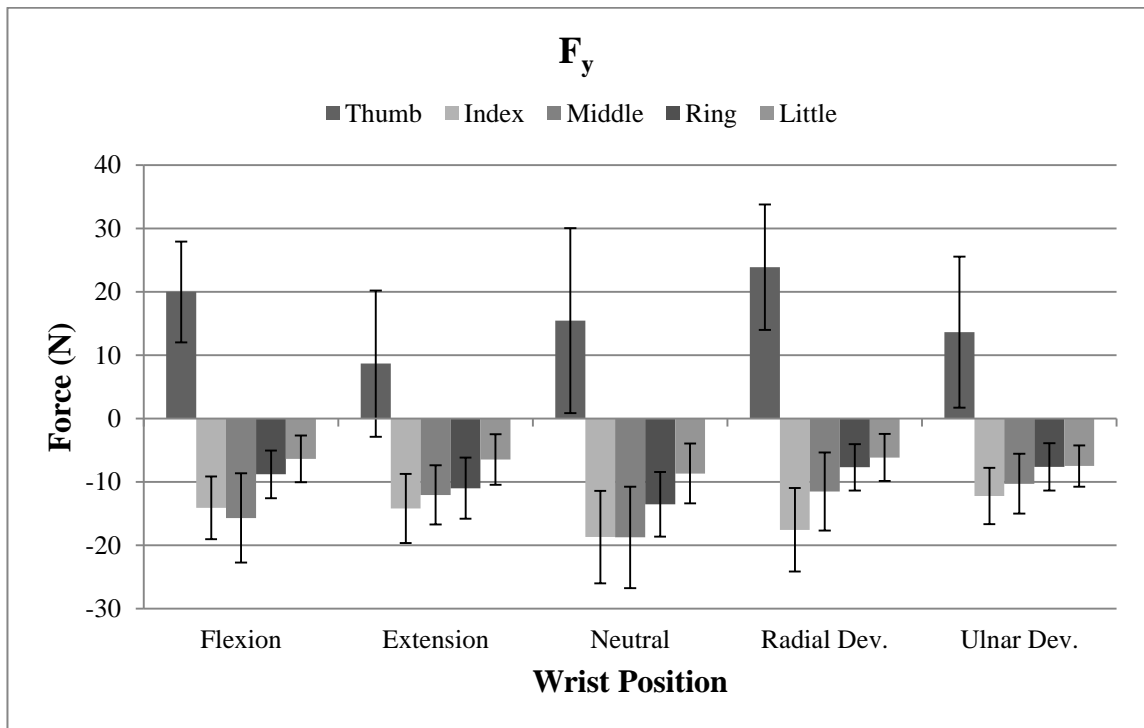 Fy
Thumb Index Middle Ring Little
40
30
20
10
0
-10
-20
-30
Force (N)
Flexion Extension Neutral Radial Dev. Ulnar Dev.
Wrist Position